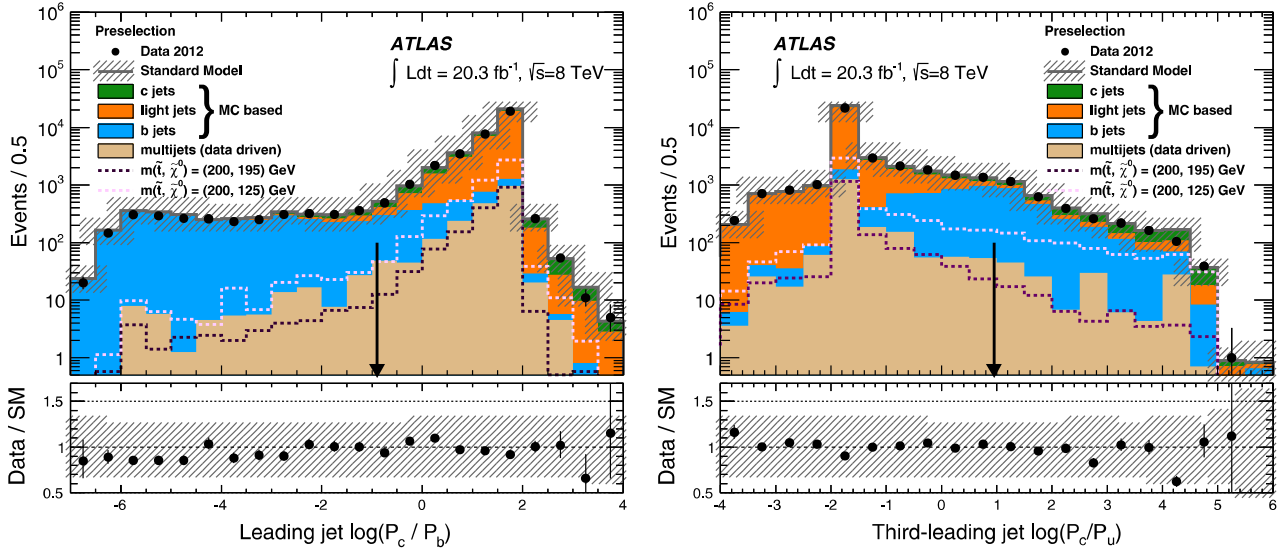 Events / 0.5
10⁶
10⁵
10⁴
10³
10²
10
1
Preselection
Data 2012
Standard Model
c jets
light jets
b jets
} MC based
multijets (data driven)
m(t̃, χ̃⁰) = (200, 195) GeV
m(t̃, χ̃⁰) = (200, 125) GeV
ATLAS
∫ Ldt = 20.3 fb⁻¹, √s=8 TeV
Data / SM
1.5
1
0.5
-6 -4 -2 0 2 4
Leading jet log(P_c / P_b)
Events / 0.5
10⁶
10⁵
10⁴
10³
10²
10
1
ATLAS
∫ Ldt = 20.3 fb⁻¹, √s=8 TeV
Preselection
Data 2012
Standard Model
c jets
light jets
b jets
} MC based
multijets (data driven)
m(t̃, χ̃⁰) = (200, 195) GeV
m(t̃, χ̃⁰) = (200, 125) GeV
Data / SM
1.5
1
0.5
-4 -3 -2 -1 0 1 2 3 4 5 6
Third-leading jet log(P_c/P_u)